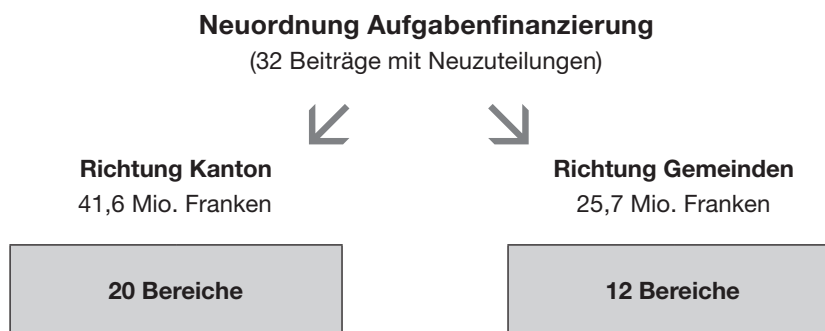 Neuordnung Aufgabenfinanzierung
(32 Beiträge mit Neuzuteilungen)
Richtung Kanton
41,6 Mio. Franken
20 Bereiche
Richtung Gemeinden
25,7 Mio. Franken
12 Bereiche